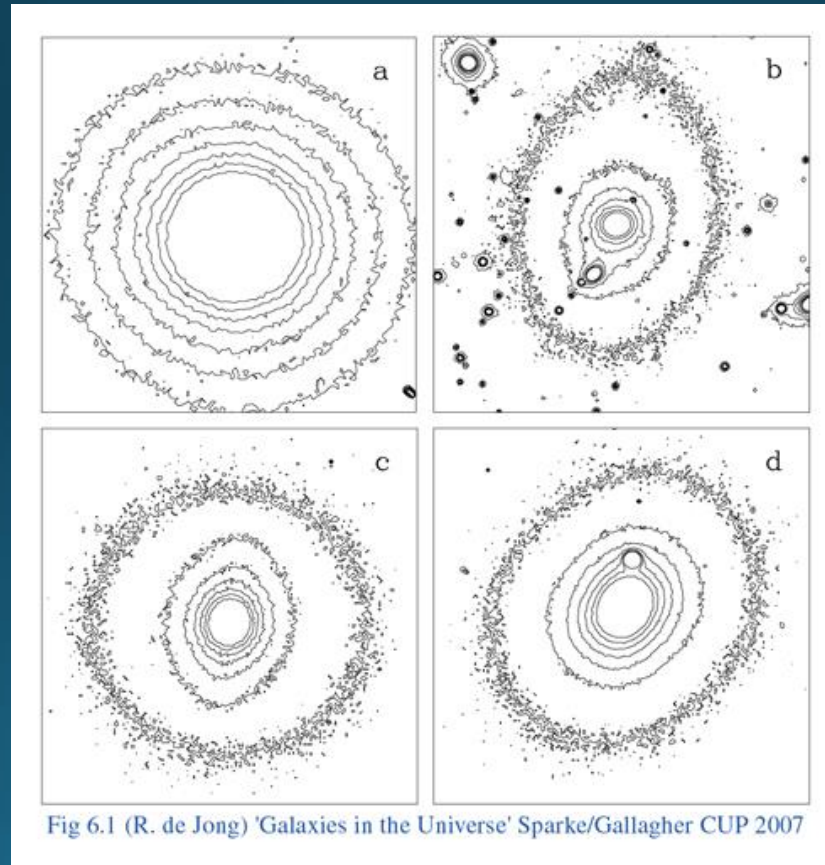 a
b
c
d
Fig 6.1 (R. de Jong) 'Galaxies in the Universe' Sparke/Gallagher CUP 2007